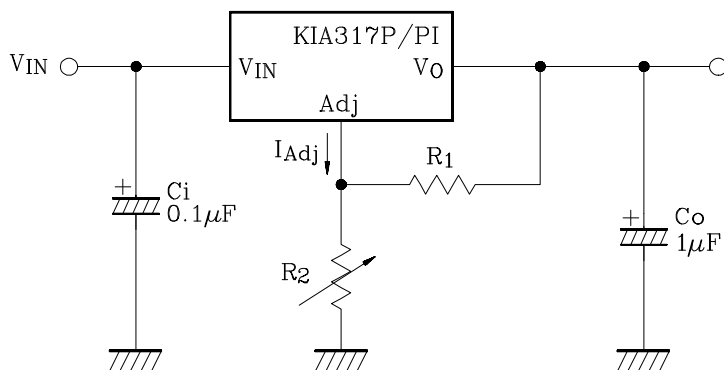 KIA317P/PI
VIN
VIN
VO
Adj
IAdj
R1
+
Ci
0.1μF
R2
+
Co
1μF